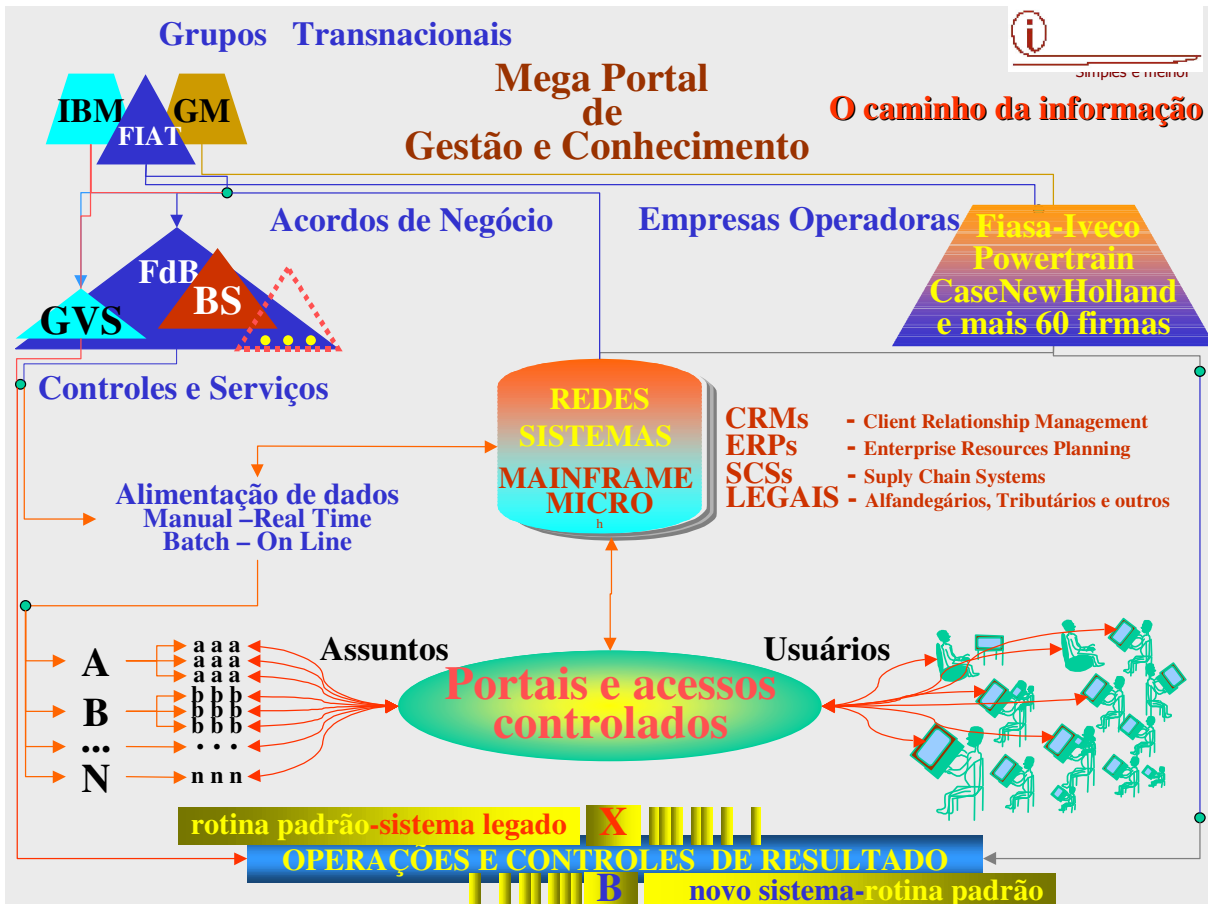 Grupos Transnacionais
i
Simples e melhor
Mega Portal
de
Gestão e Conhecimento
O caminho da informação
IBM
FIAT
GM
Acordos de Negócio
Empresas Operadoras
Fiasa-Iveco
Powertrain
CaseNewHolland
e mais 60 firmas
FdB
BS
GVS
Controles e Serviços
REDES
SISTEMAS
MAINFRAME
MICRO
h
CRMs - Client Relationship Management
ERPs - Enterprise Resources Planning
SCSs - Suply Chain Systems
LEGAIS - Alfandegários, Tributários e outros
Alimentação de dados
Manual –Real Time
Batch – On Line
Assuntos
Usuários
A
a a a
a a a
a a a
B
b b b
b b b
b b b
...
. . .
N
n n n
Portais e acessos
controlados
rotina padrão-sistema legado X
OPERAÇÕES E CONTROLES DE RESULTADO
B novo sistema-rotina padrão